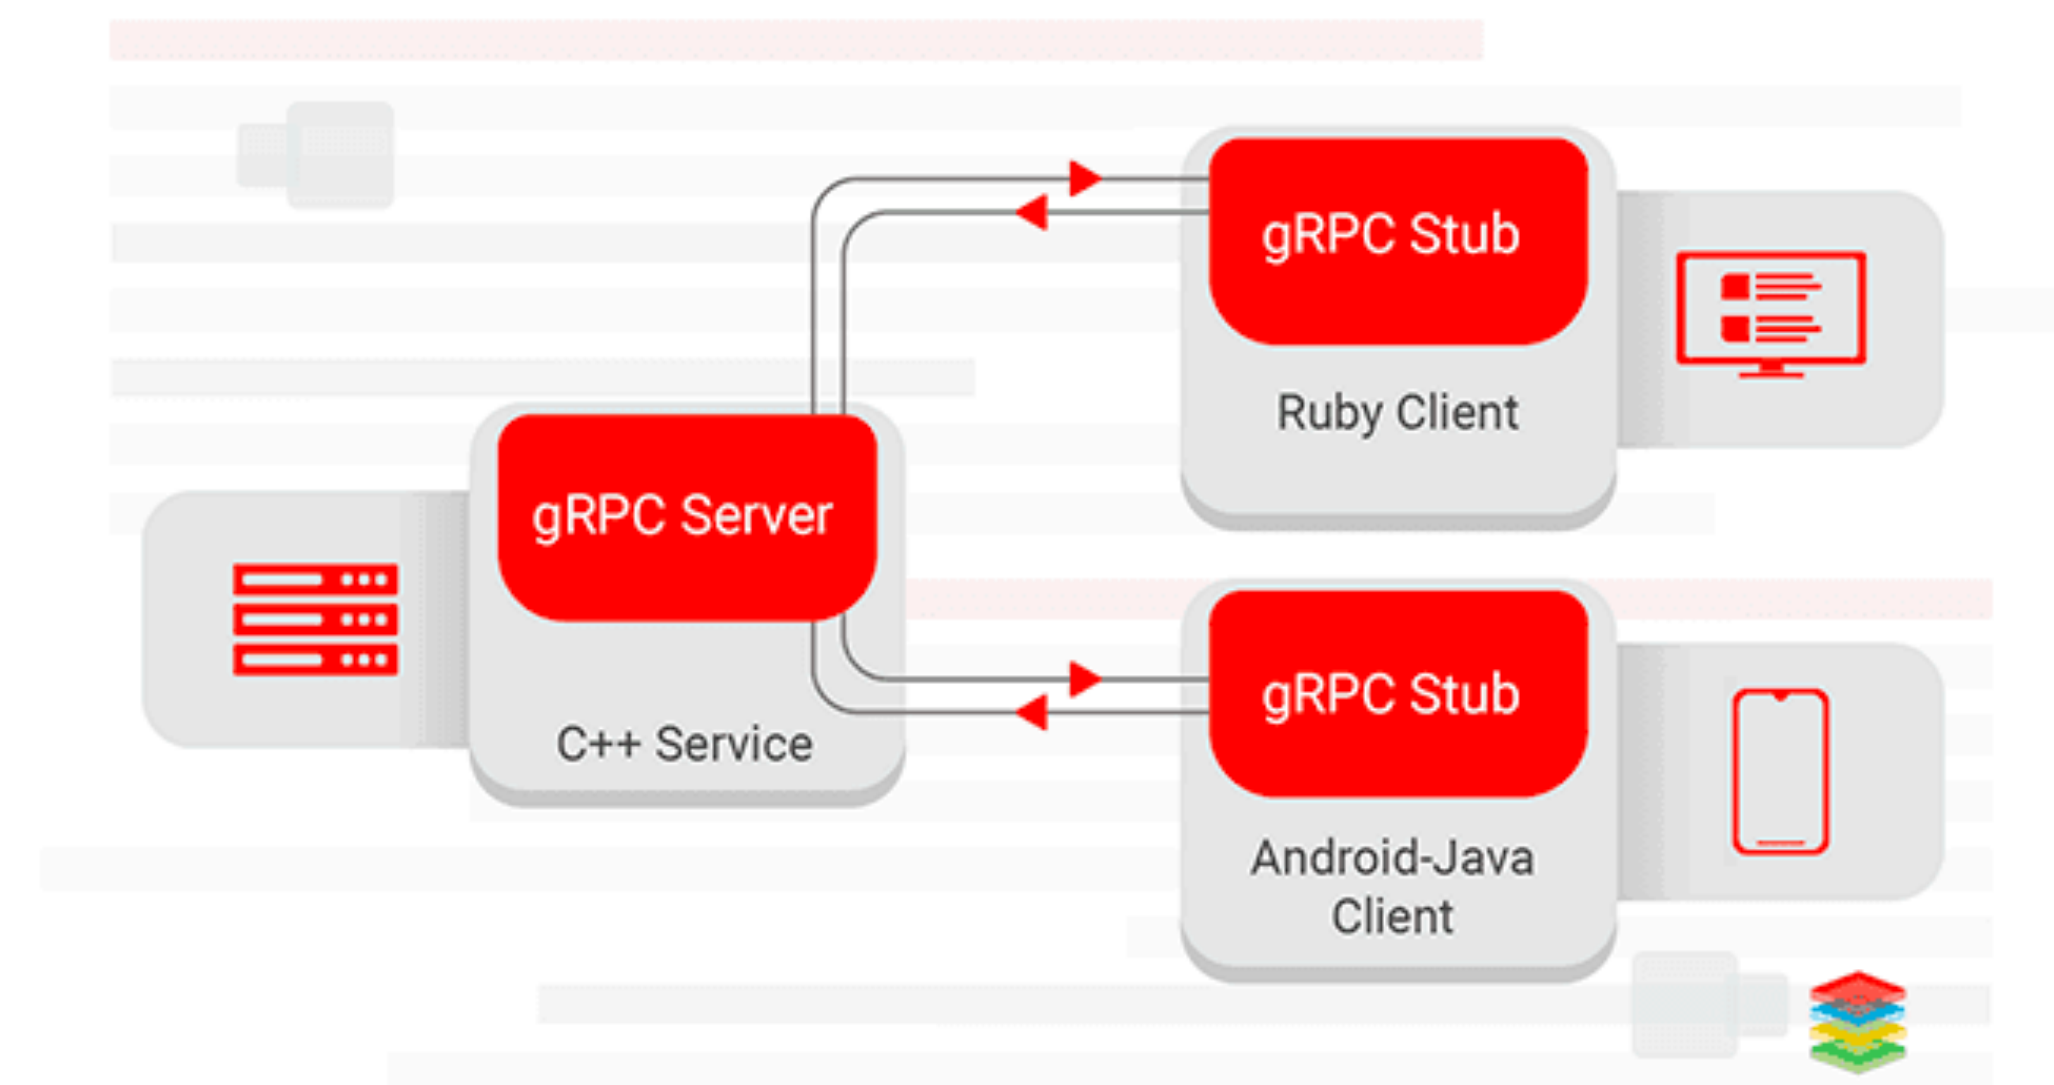 gRPC Stub
Ruby Client
gRPC Server
C++ Service
gRPC Stub
Android-Java
Client